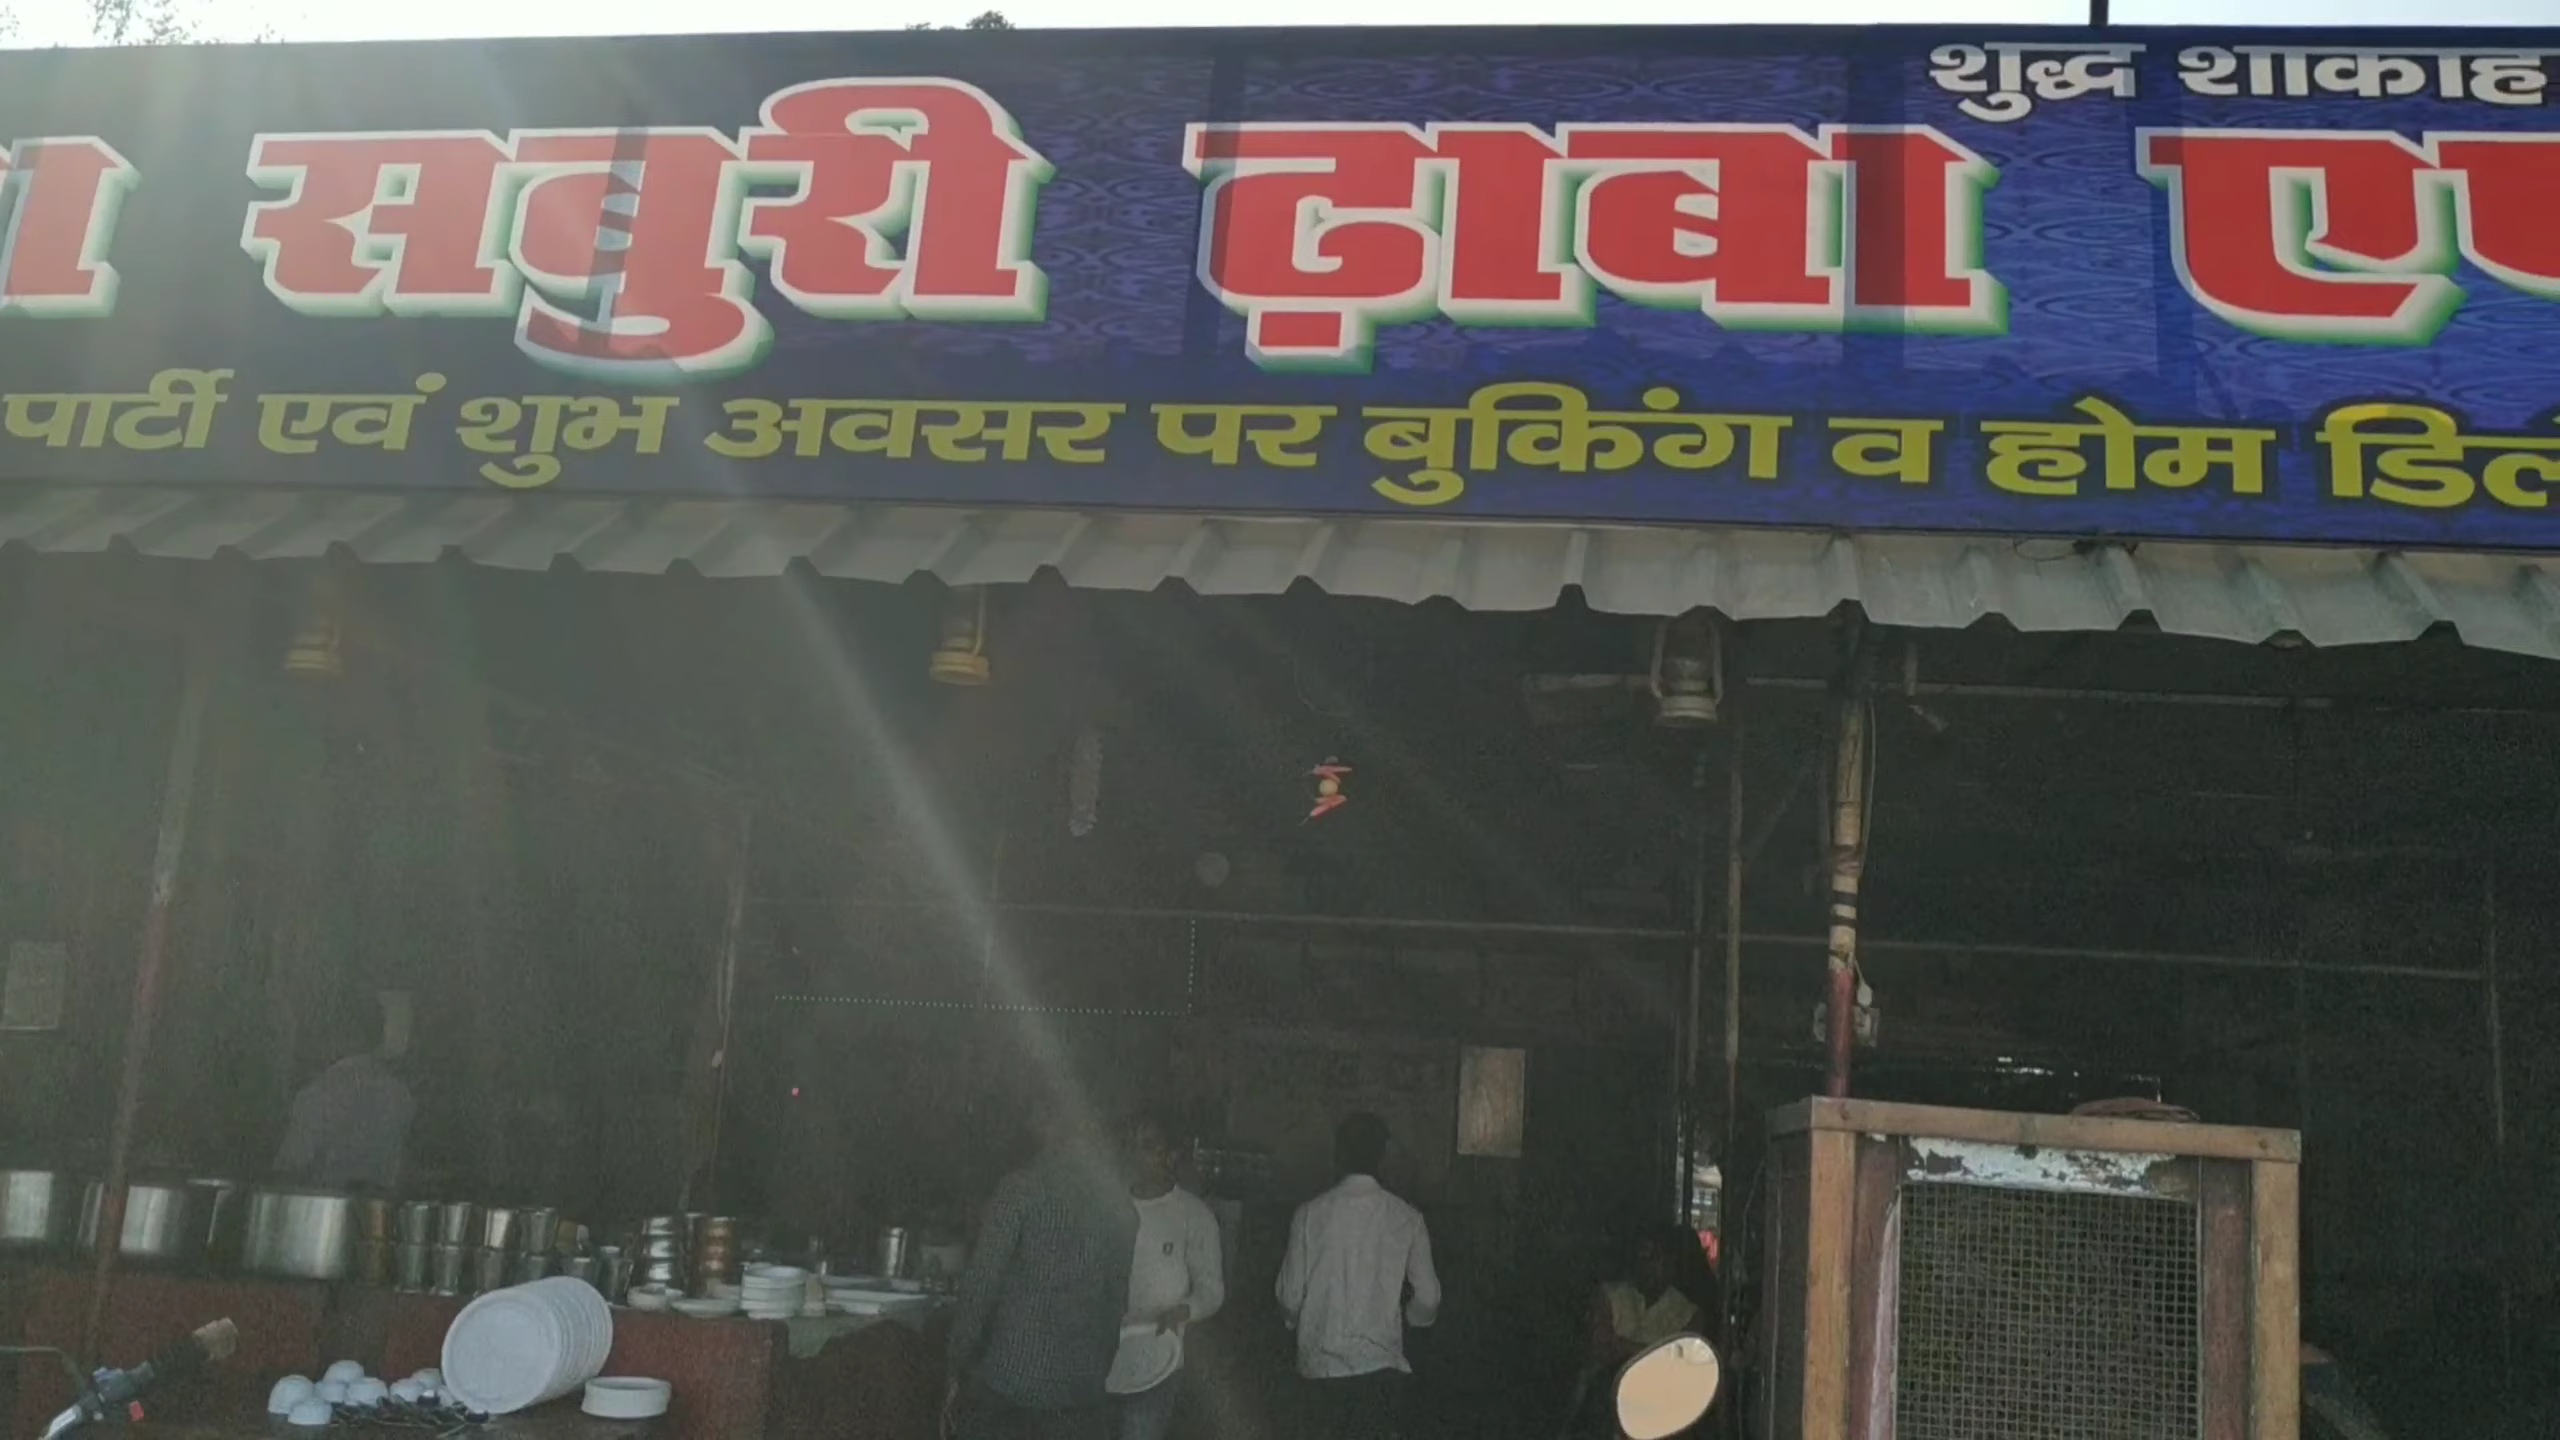 शुद्ध शाकाह
सबुरी ढ़ाबा ए
पार्टी एवं शुभ अवसर पर बुकिंग व होम डिल